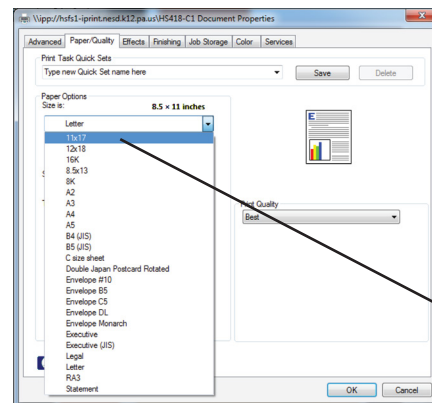 \\ipp://hsfs1-iprint.nesd.k12.pa.us\HS418-C1 Document Properties
Advanced Paper/Quality Effects Finishing Job Storage Color Services
Print Task Quick Sets
Type new Quick Set name here
Save
Delete
Paper Options
Size is:
8.5 × 11 inches
Letter
11x17
12x18
16K
8.5x13
8K
A2
A3
A4
A5
B4 (JIS)
B5 (JIS)
C size sheet
Double Japan Postcard Rotated
Envelope #10
Envelope B5
Envelope C5
Envelope DL
Envelope Monarch
Executive
Executive (JIS)
Legal
Letter
RA3
Statement
E
Print Quality
Best
OK
Cancel